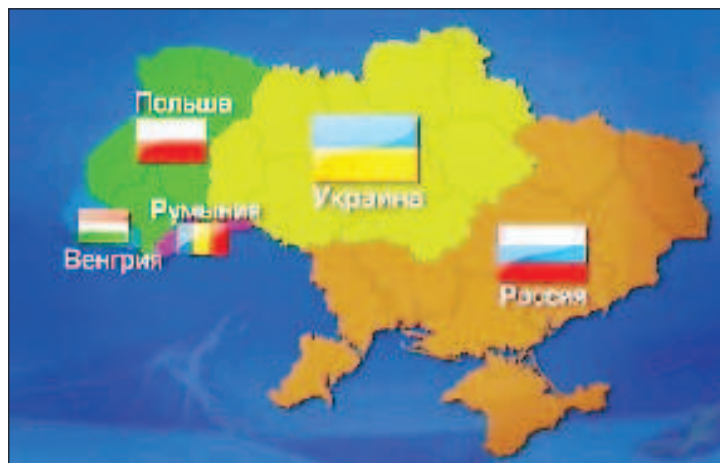 Польша
Украина
Румыния
Венгрия
Россия